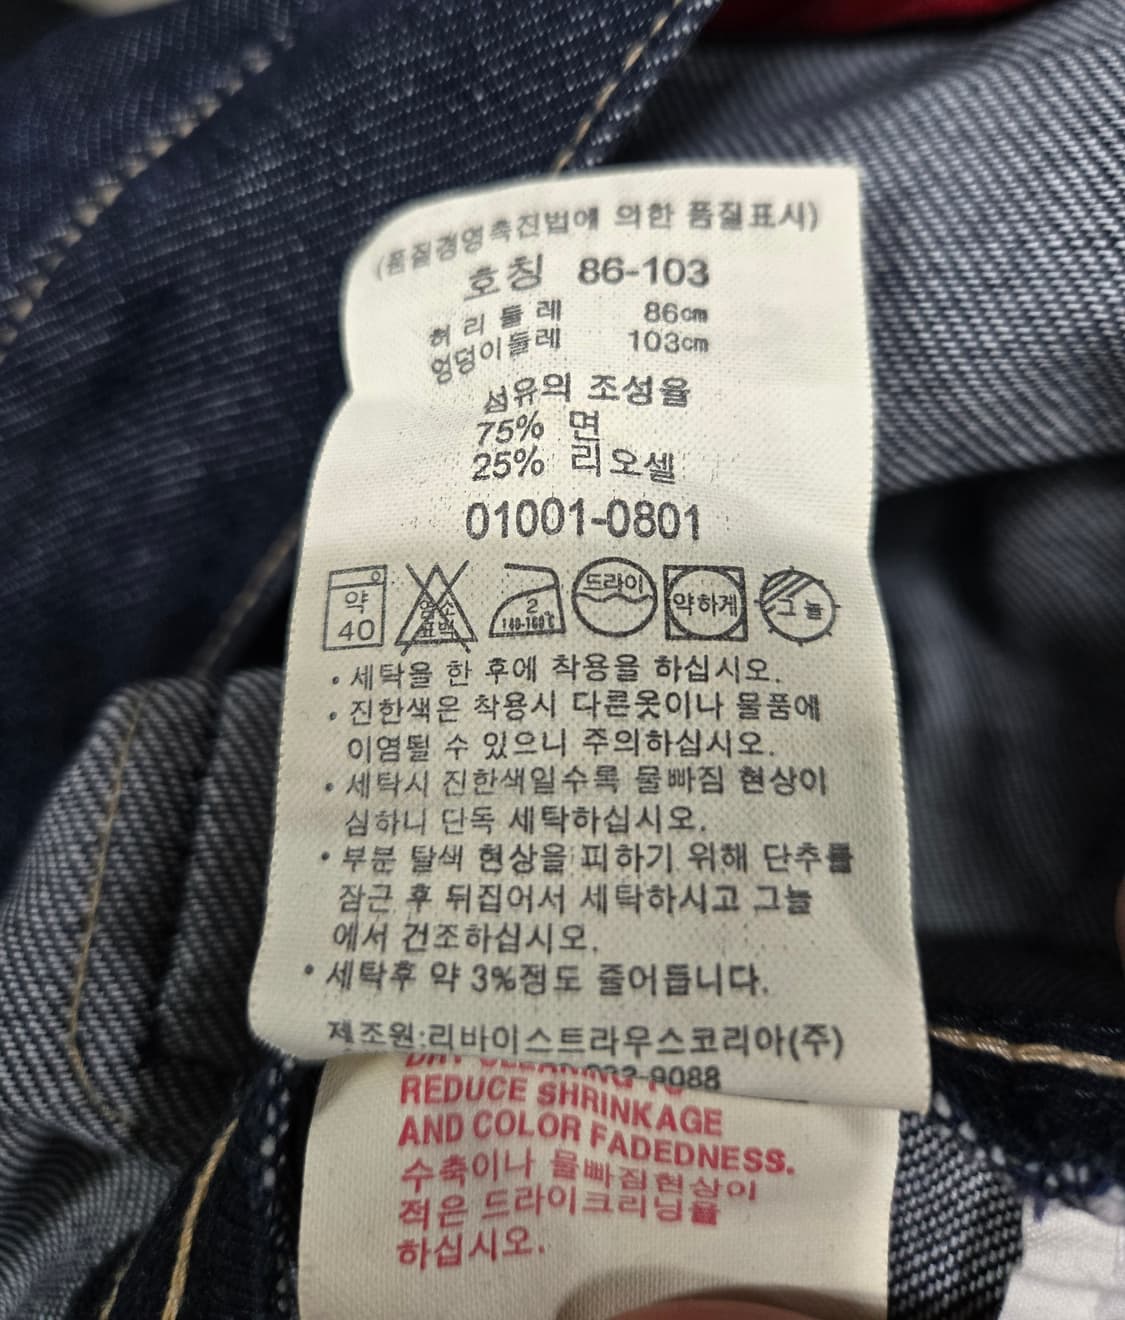 (품질경영촉진법에 의한 품질표시)
호칭 86-103
허리둘레 86cm
엉덩이둘레 103cm
섬유의 조성율
75% 면
25% 리오셀
01001-0801
약 40 염소 표백 2 140-160℃ 드라이 약하게 그늘
• 세탁을 한 후에 착용을 하십시오.
• 진한색은 착용시 다른옷이나 물품에
이염될 수 있으니 주의하십시오.
• 세탁시 진한색일수록 물빠짐 현상이
심하니 단독 세탁하십시오.
• 부분 탈색 현상을 피하기 위해 단추를
잠근 후 뒤집어서 세탁하시고 그늘
에서 건조하십시오.
• 세탁후 약 3%정도 줄어듭니다.
제조원:리바이스트라우스코리아(주)
-9088
DRY CLEANING TO
REDUCE SHRINKAGE
AND COLOR FADEDNESS.
수축이나 물빠짐현상이
적은 드라이크리닝을
하십시오.